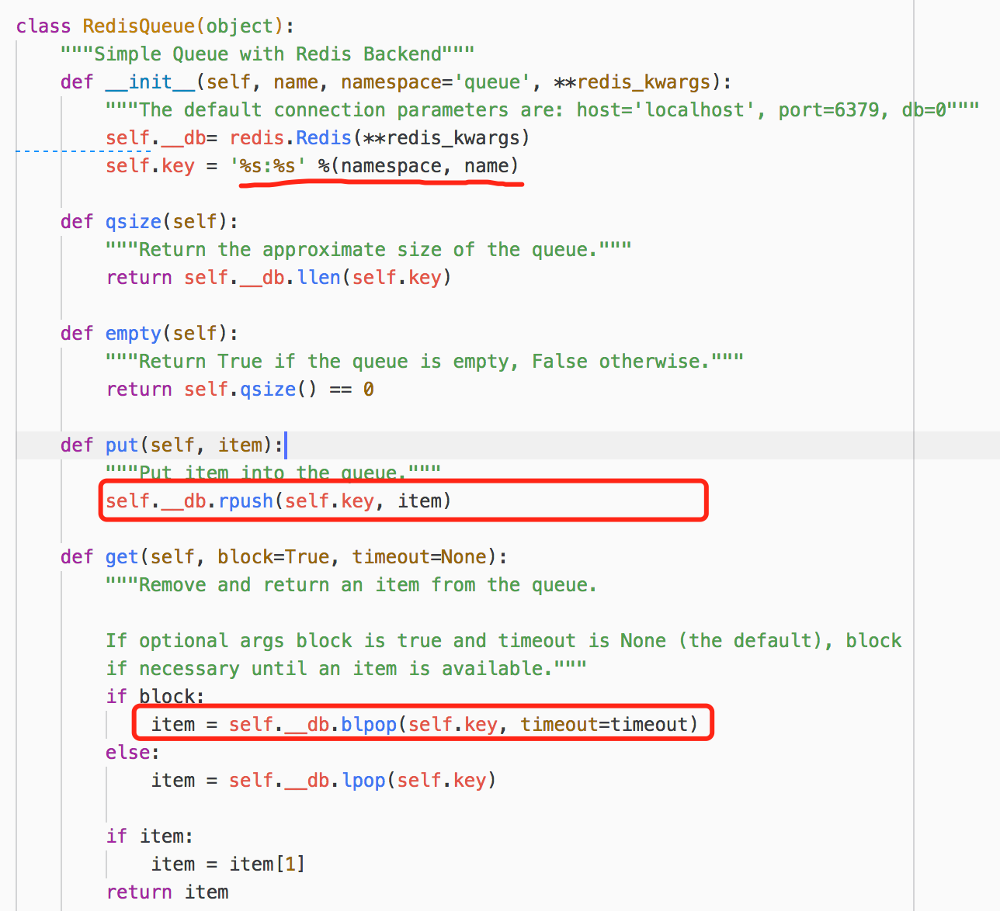 class RedisQueue(object):
    """Simple Queue with Redis Backend"""
    def __init__(self, name, namespace='queue', **redis_kwargs):
        """The default connection parameters are: host='localhost', port=6379, db=0"""
        self.__db= redis.Redis(**redis_kwargs)
        self.key = '%s:%s' %(namespace, name)
    def qsize(self):
        """Return the approximate size of the queue."""
        return self.__db.llen(self.key)
    def empty(self):
        """Return True if the queue is empty, False otherwise."""
        return self.qsize() == 0
    def put(self, item):
        """Put item into the queue."""
        self.__db.rpush(self.key, item)
    def get(self, block=True, timeout=None):
        """Remove and return an item from the queue.
        If optional args block is true and timeout is None (the default), block
        if necessary until an item is available."""
        if block:
            item = self.__db.blpop(self.key, timeout=timeout)
        else:
            item = self.__db.lpop(self.key)
        if item:
            item = item[1]
        return item